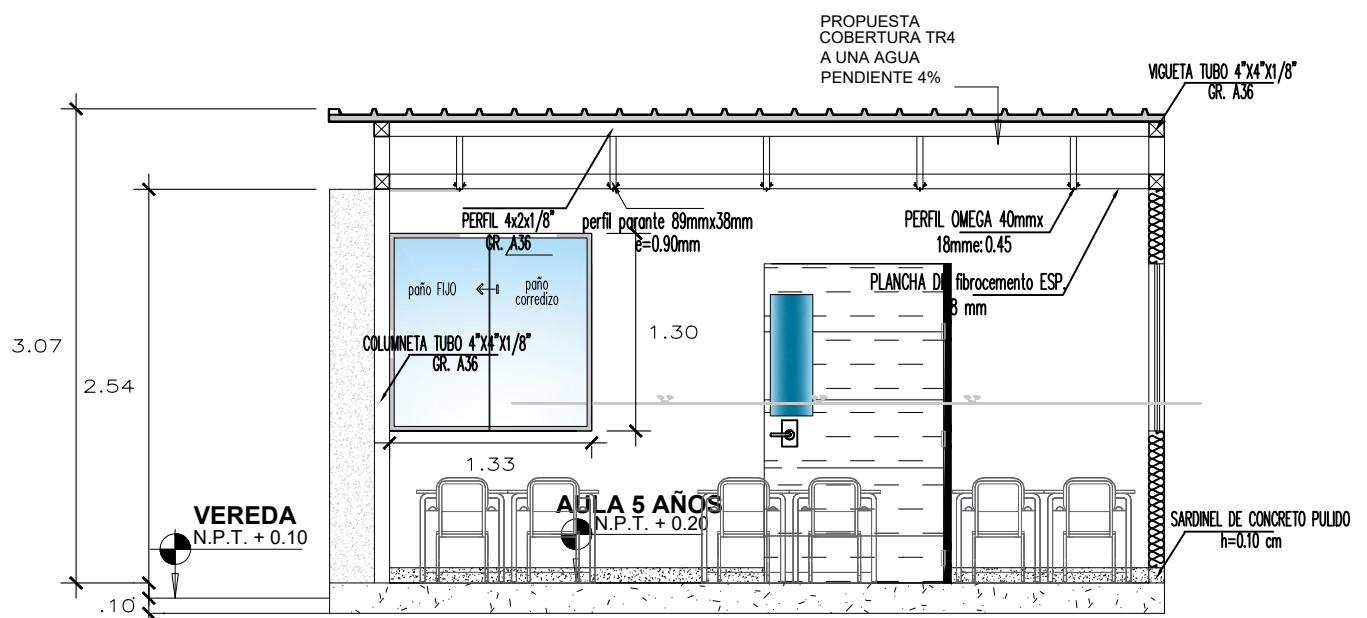 PROPUESTA
COBERTURA TR4
A UNA AGUA
PENDIENTE 4%
VIGUETA TUBO 4"X4"X1/8"
GR. A36
PERFIL 4x2x1/8"
GR. A36
perfil parante 89mmx38mm
e=0.90mm
PERFIL OMEGA 40mmx
18mme:0.45
PLANCHA DE fibrocemento ESP.
8 mm
paño FIJO
paño
corredizo
1.30
3.07
2.54
COLUMNETA TUBO 4"X4"X1/8"
GR. A36
1.33
VEREDA
N.P.T. + 0.10
AULA 5 AÑOS
N.P.T. + 0.20
SARDINEL DE CONCRETO PULIDO
h=0.10 cm
.10